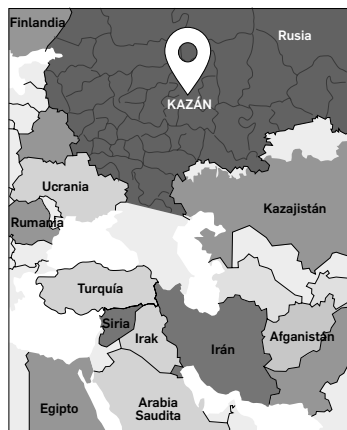 Finlandia
Rusia
KAZÁN
Ucrania
Kazajistán
Rumanía
Turquía
Siria
Irak
Irán
Afganistán
Egipto
Arabia
Saudita